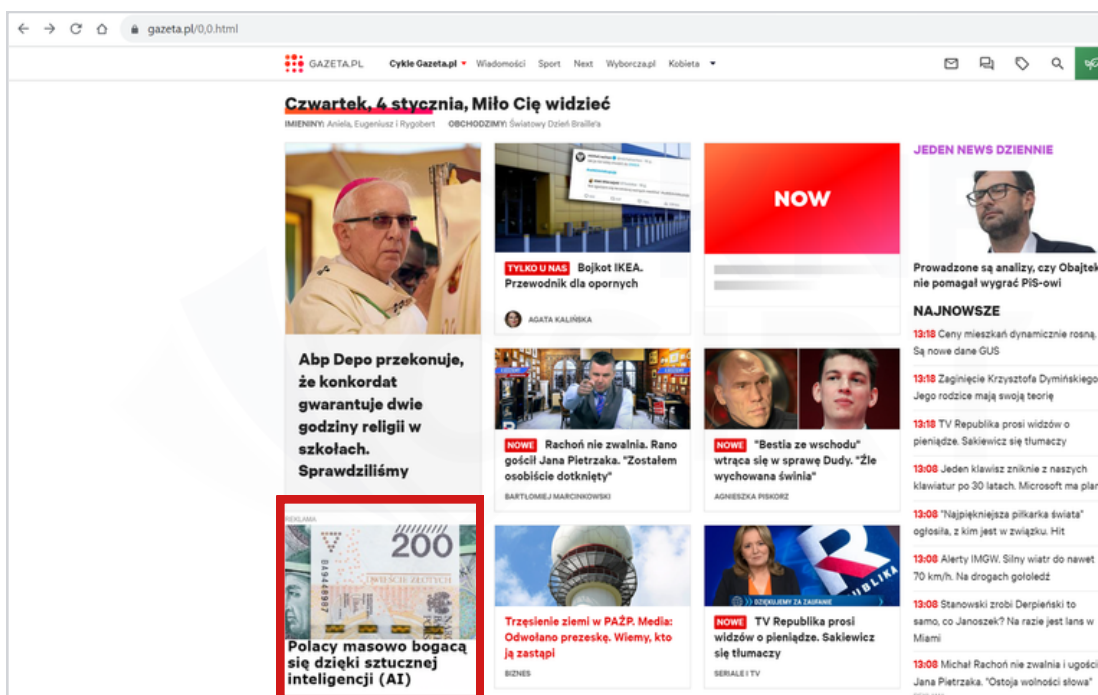 gazeta.pl/0,0.html
GAZETA.PL Cykle Gazeta.pl Wiadomości Sport Next Wyborcza.pl Kobieta
Czwartek, 4 stycznia, Miło Cię widzieć
IMIENINY: Aniela, Eugeniusz i Rygobert OBCHODZIMY: Światowy Dzień Braille'a
Abp Depo przekonuje,
że konkordat
gwarantuje dwie
godziny religii w
szkołach.
Sprawdziliśmy
REKLAMA
200
BA9448987
Polacy masowo bogacą
się dzięki sztucznej
inteligencji (AI)
TYLKO U NAS Bojkot IKEA.
Przewodnik dla opornych
AGATA KALIŃSKA
NOWE Rachoń nie zwalnia. Rano
gościł Jana Pietrzaka. "Zostałem
osobiście dotknięty"
BARTŁOMIEJ MARCINKOWSKI
Trzęsienie ziemi w PAŻP. Media:
Odwołano prezeskę. Wiemy, kto
ją zastąpi
BIZNES
NOW
NOWE "Bestia ze wschodu"
wtrąca się w sprawę Dudy. "Źle
wychowana świnia"
AGNIESZKA PISKORZ
DZIĘKUJEMY ZA ZAUFANIE
NOWE TV Republika prosi
widzów o pieniądze. Sakiewicz
się tłumaczy
SERIALE I TV
JEDEN NEWS DZIENNIE
Prowadzone są analizy, czy Obajtek
nie pomagał wygrać PiS-owi
NAJNOWSZE
13:18 Ceny mieszkań dynamicznie rosną.
Są nowe dane GUS
13:18 Zaginięcie Krzysztofa Dymińskiego
Jego rodzice mają swoją teorię
13:18 TV Republika prosi widzów o
pieniądze. Sakiewicz się tłumaczy
13:08 Jeden klawisz zniknie z naszych
klawiatur po 30 latach. Microsoft ma plan
13:08 "Najpiękniejsza piłkarka świata"
ogłosiła, z kim jest w związku. Hit
13:08 Alerty IMGW. Silny wiatr do nawet
70 km/h. Na drogach gołoledź
13:08 Stanowski zrobi Derpieński to
samo, co Janoszek? Na razie jest lans w
Miami
13:08 Michał Rachoń nie zwalnia i ugości
Jana Pietrzaka. "Ostoja wolności słowa"